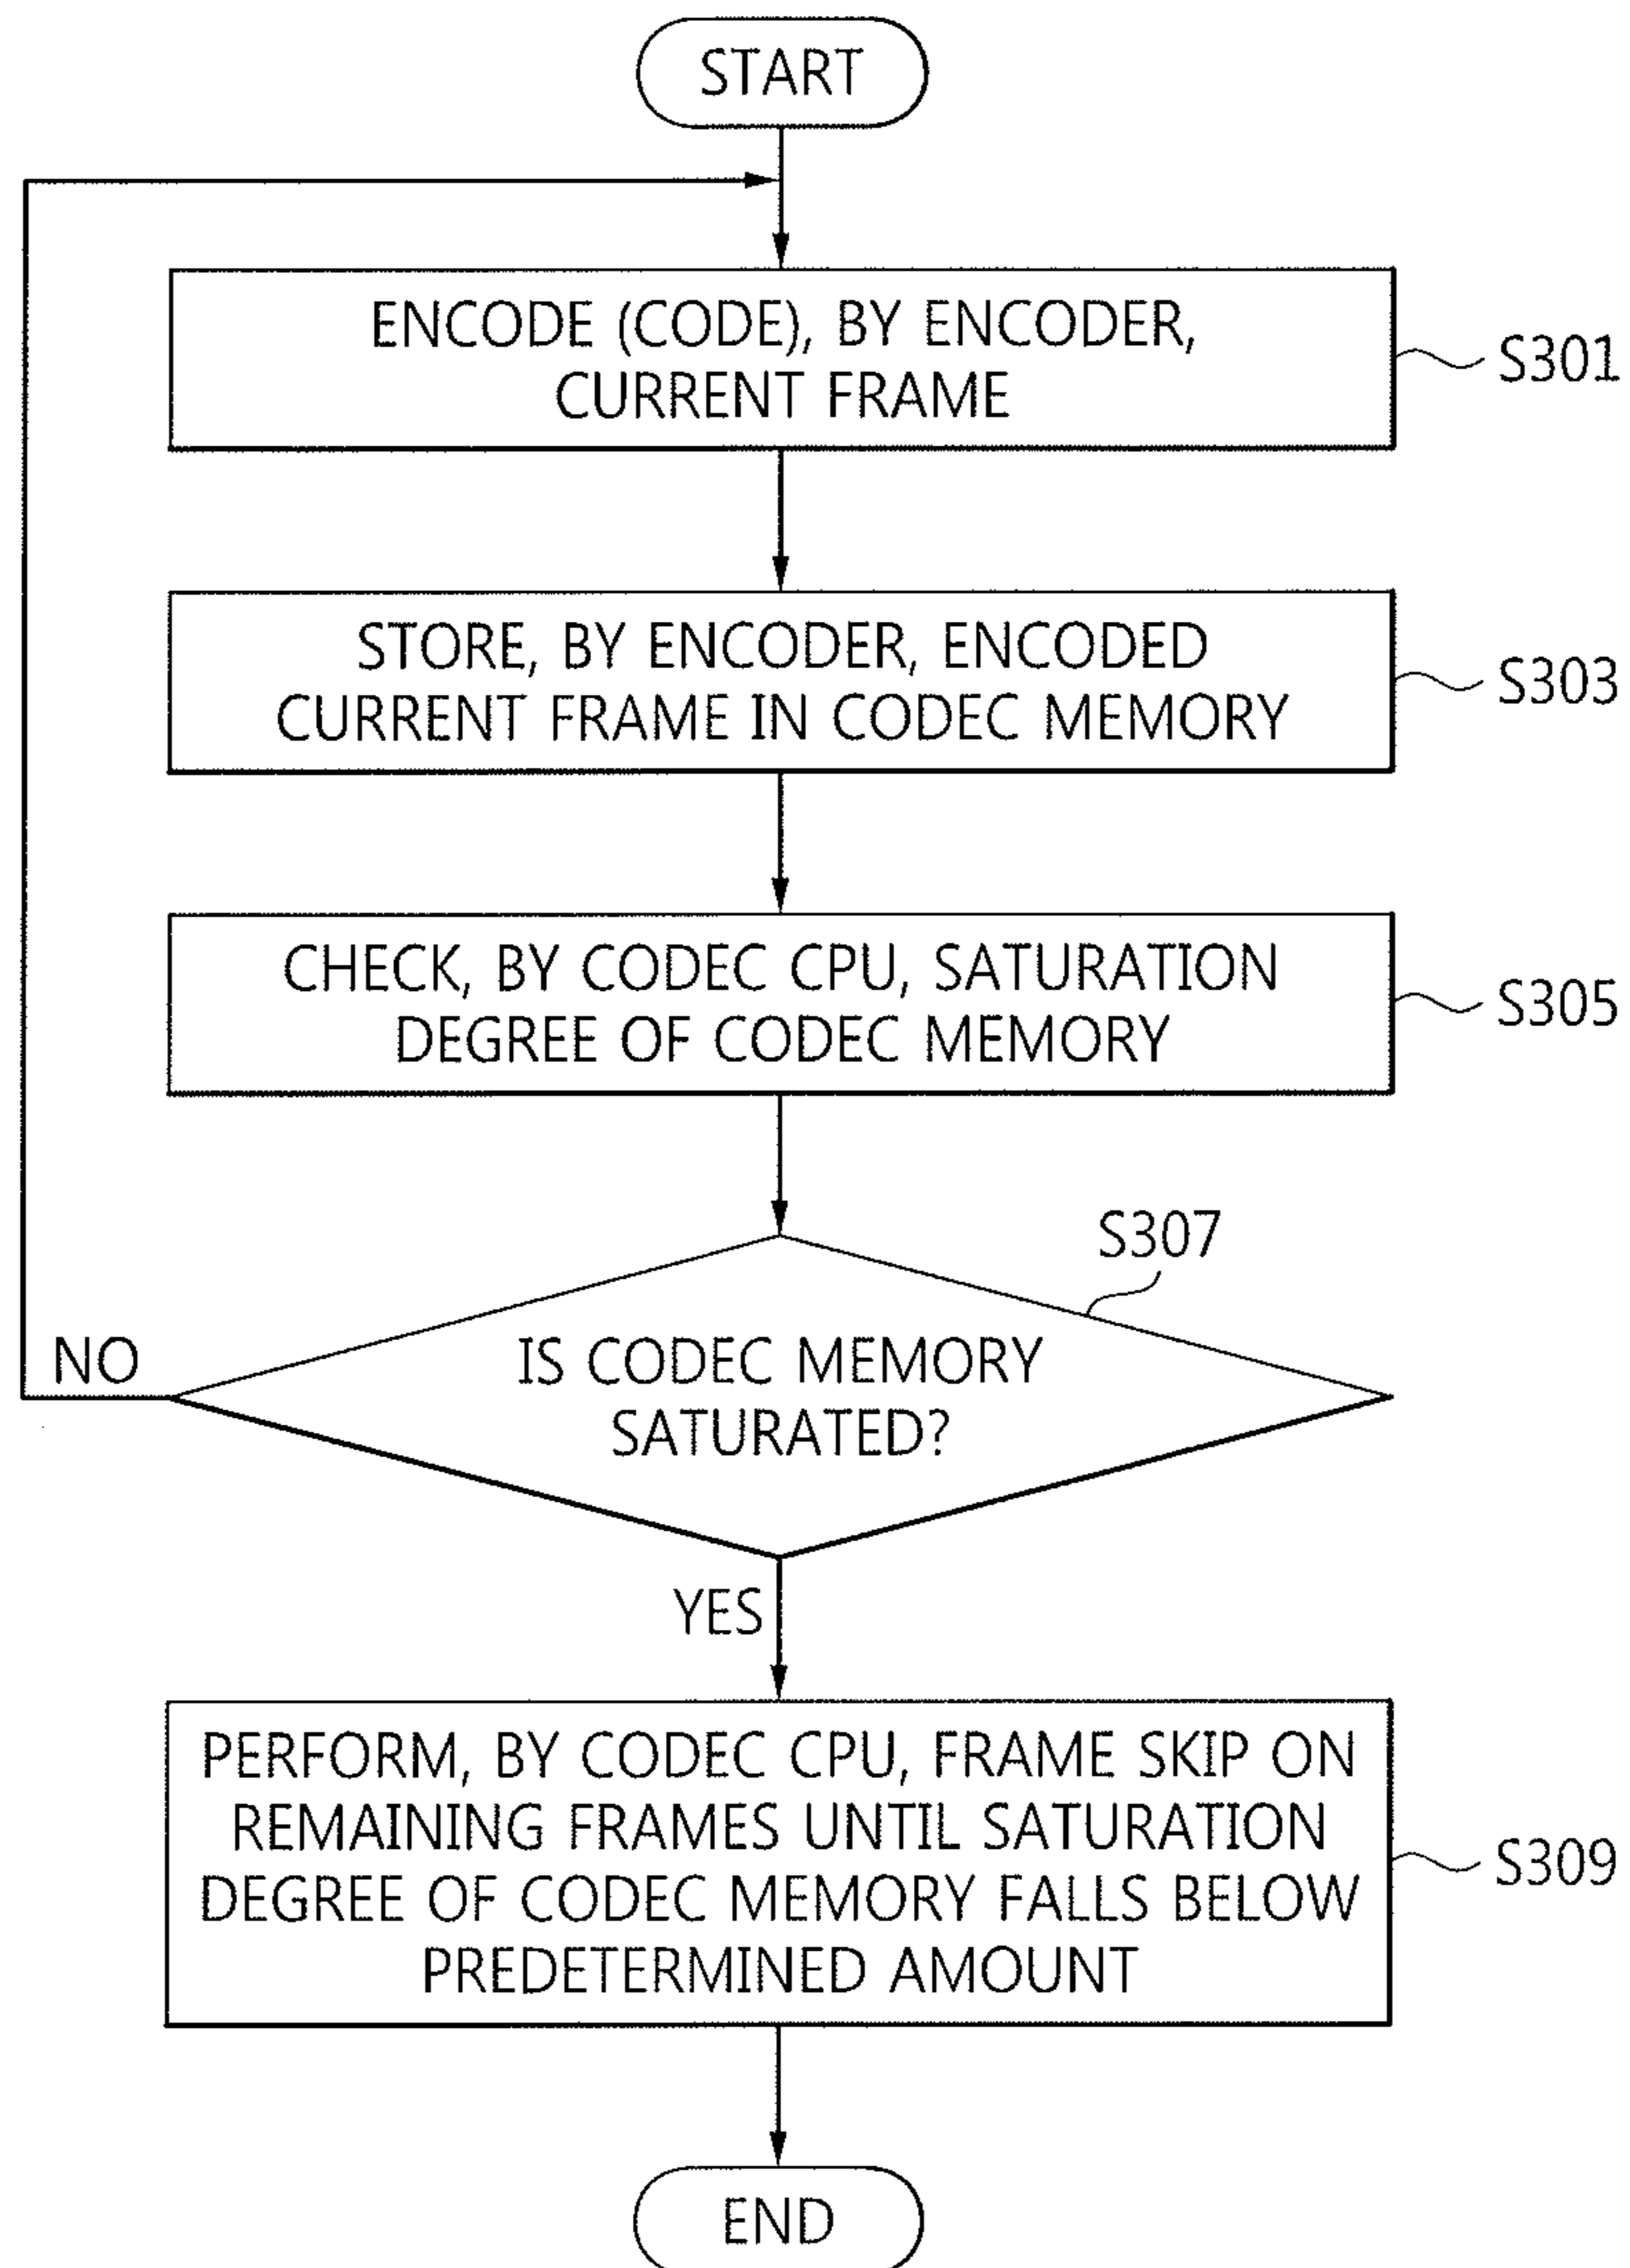 START
ENCODE (CODE), BY ENCODER,
CURRENT FRAME
S301
STORE, BY ENCODER, ENCODED
CURRENT FRAME IN CODEC MEMORY
S303
CHECK, BY CODEC CPU, SATURATION
DEGREE OF CODEC MEMORY
S305
S307
IS CODEC MEMORY
SATURATED?
NO
YES
PERFORM, BY CODEC CPU, FRAME SKIP ON
REMAINING FRAMES UNTIL SATURATION
DEGREE OF CODEC MEMORY FALLS BELOW
PREDETERMINED AMOUNT
S309
END